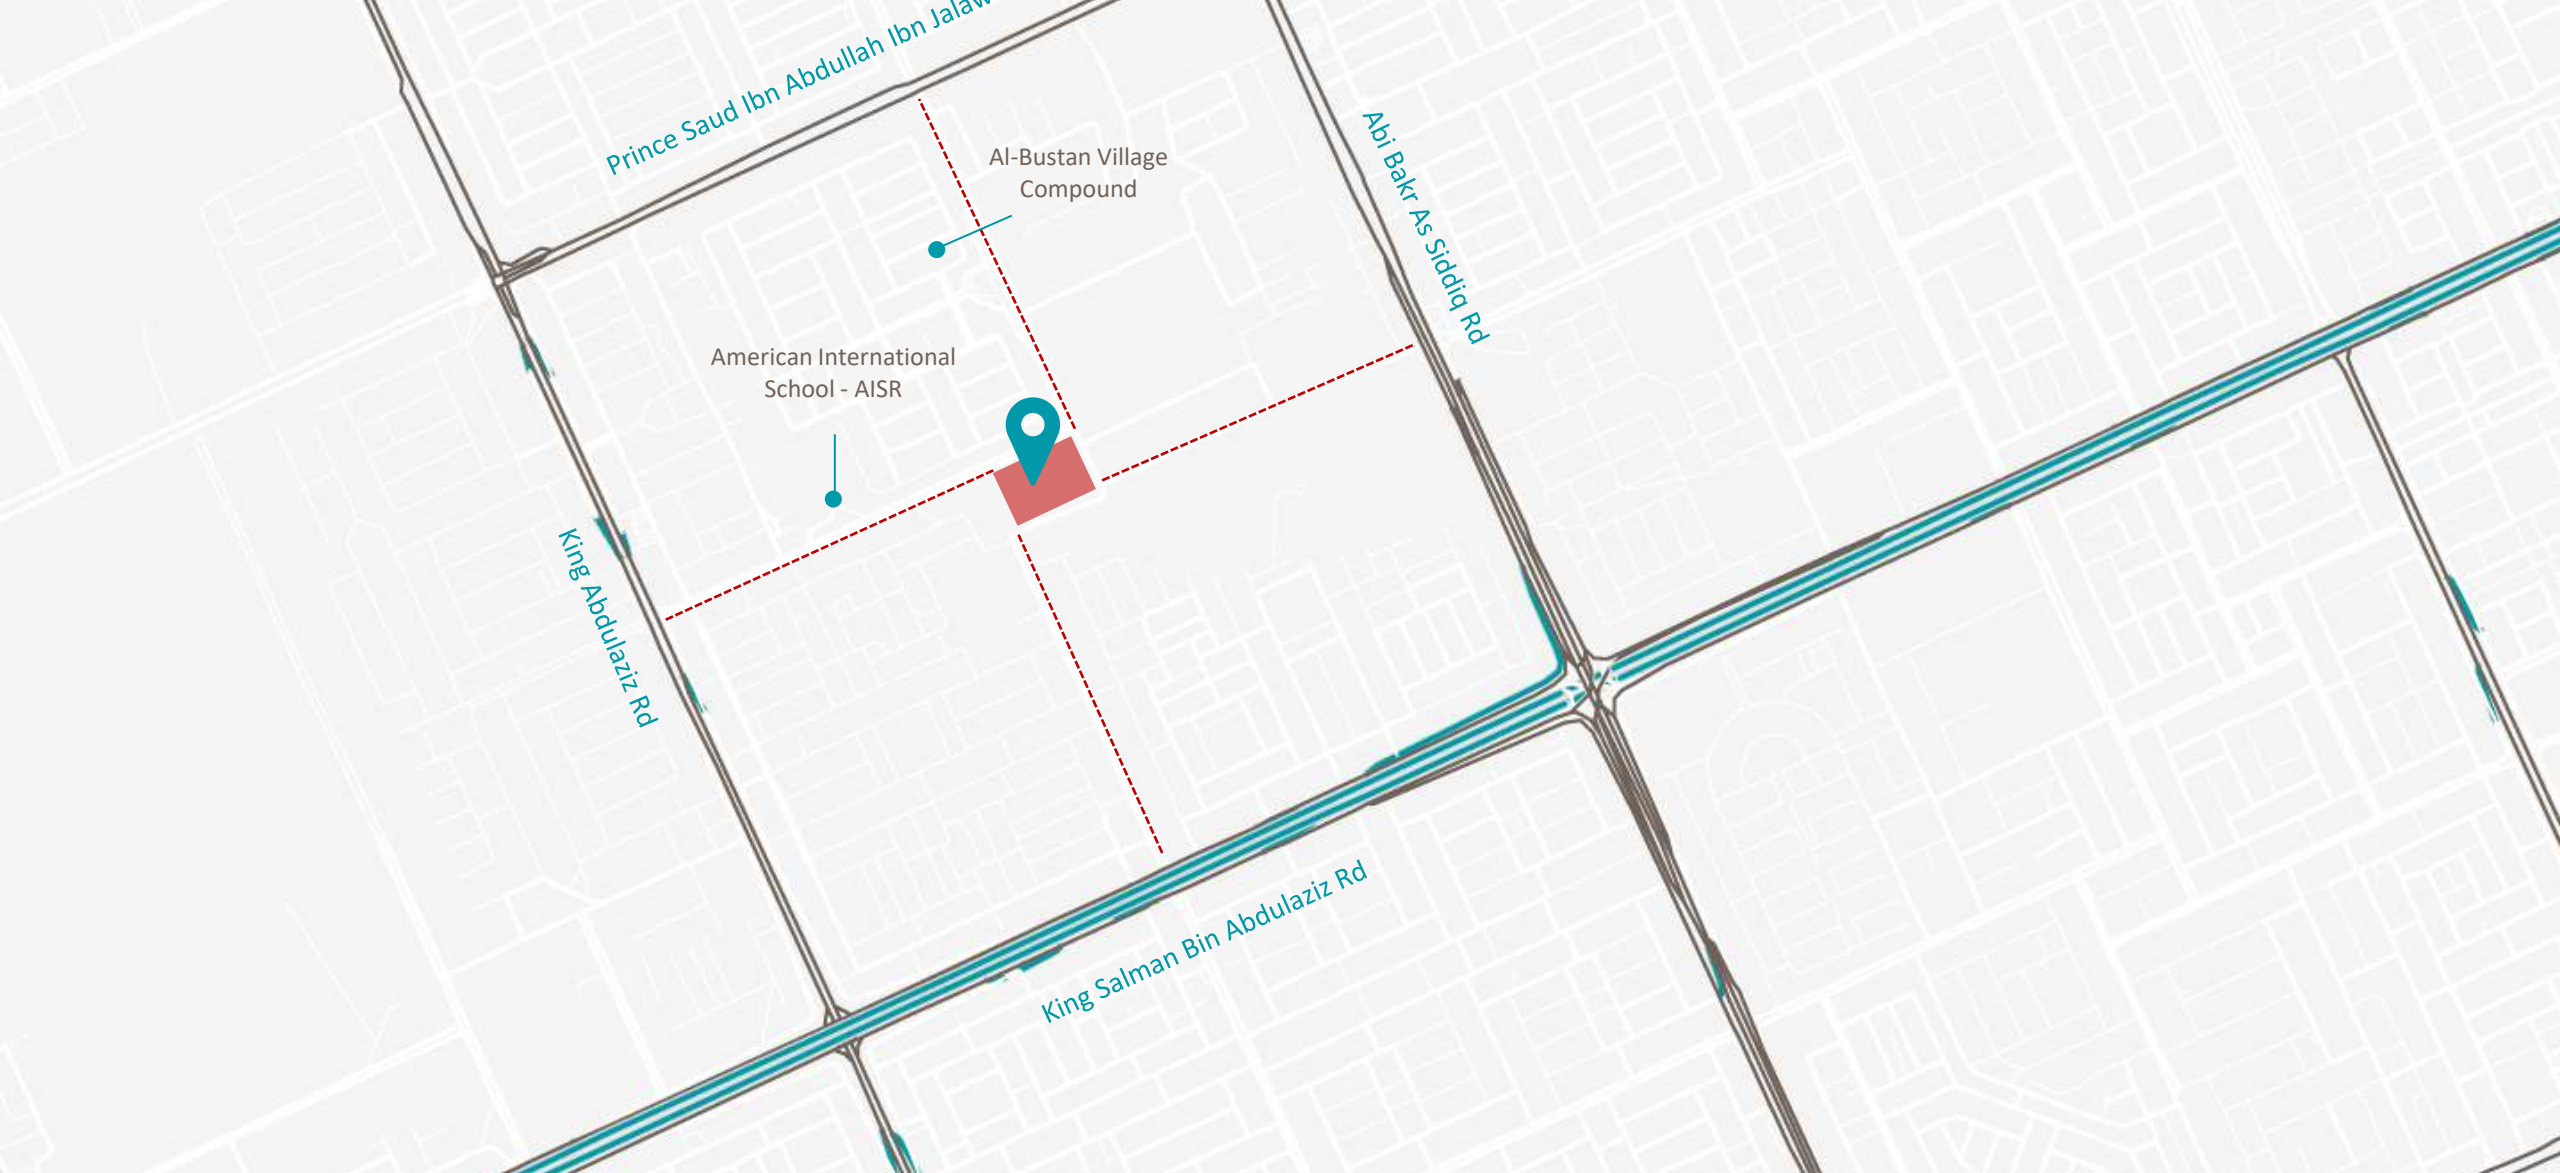 Prince Saud Ibn Abdullah Ibn
Abi Bakr As Siddiq Rd
Al-Bustan Village
Compound
American International
School - AISR
King Abdulaziz Rd
King Salman Bin Abdulaziz Rd